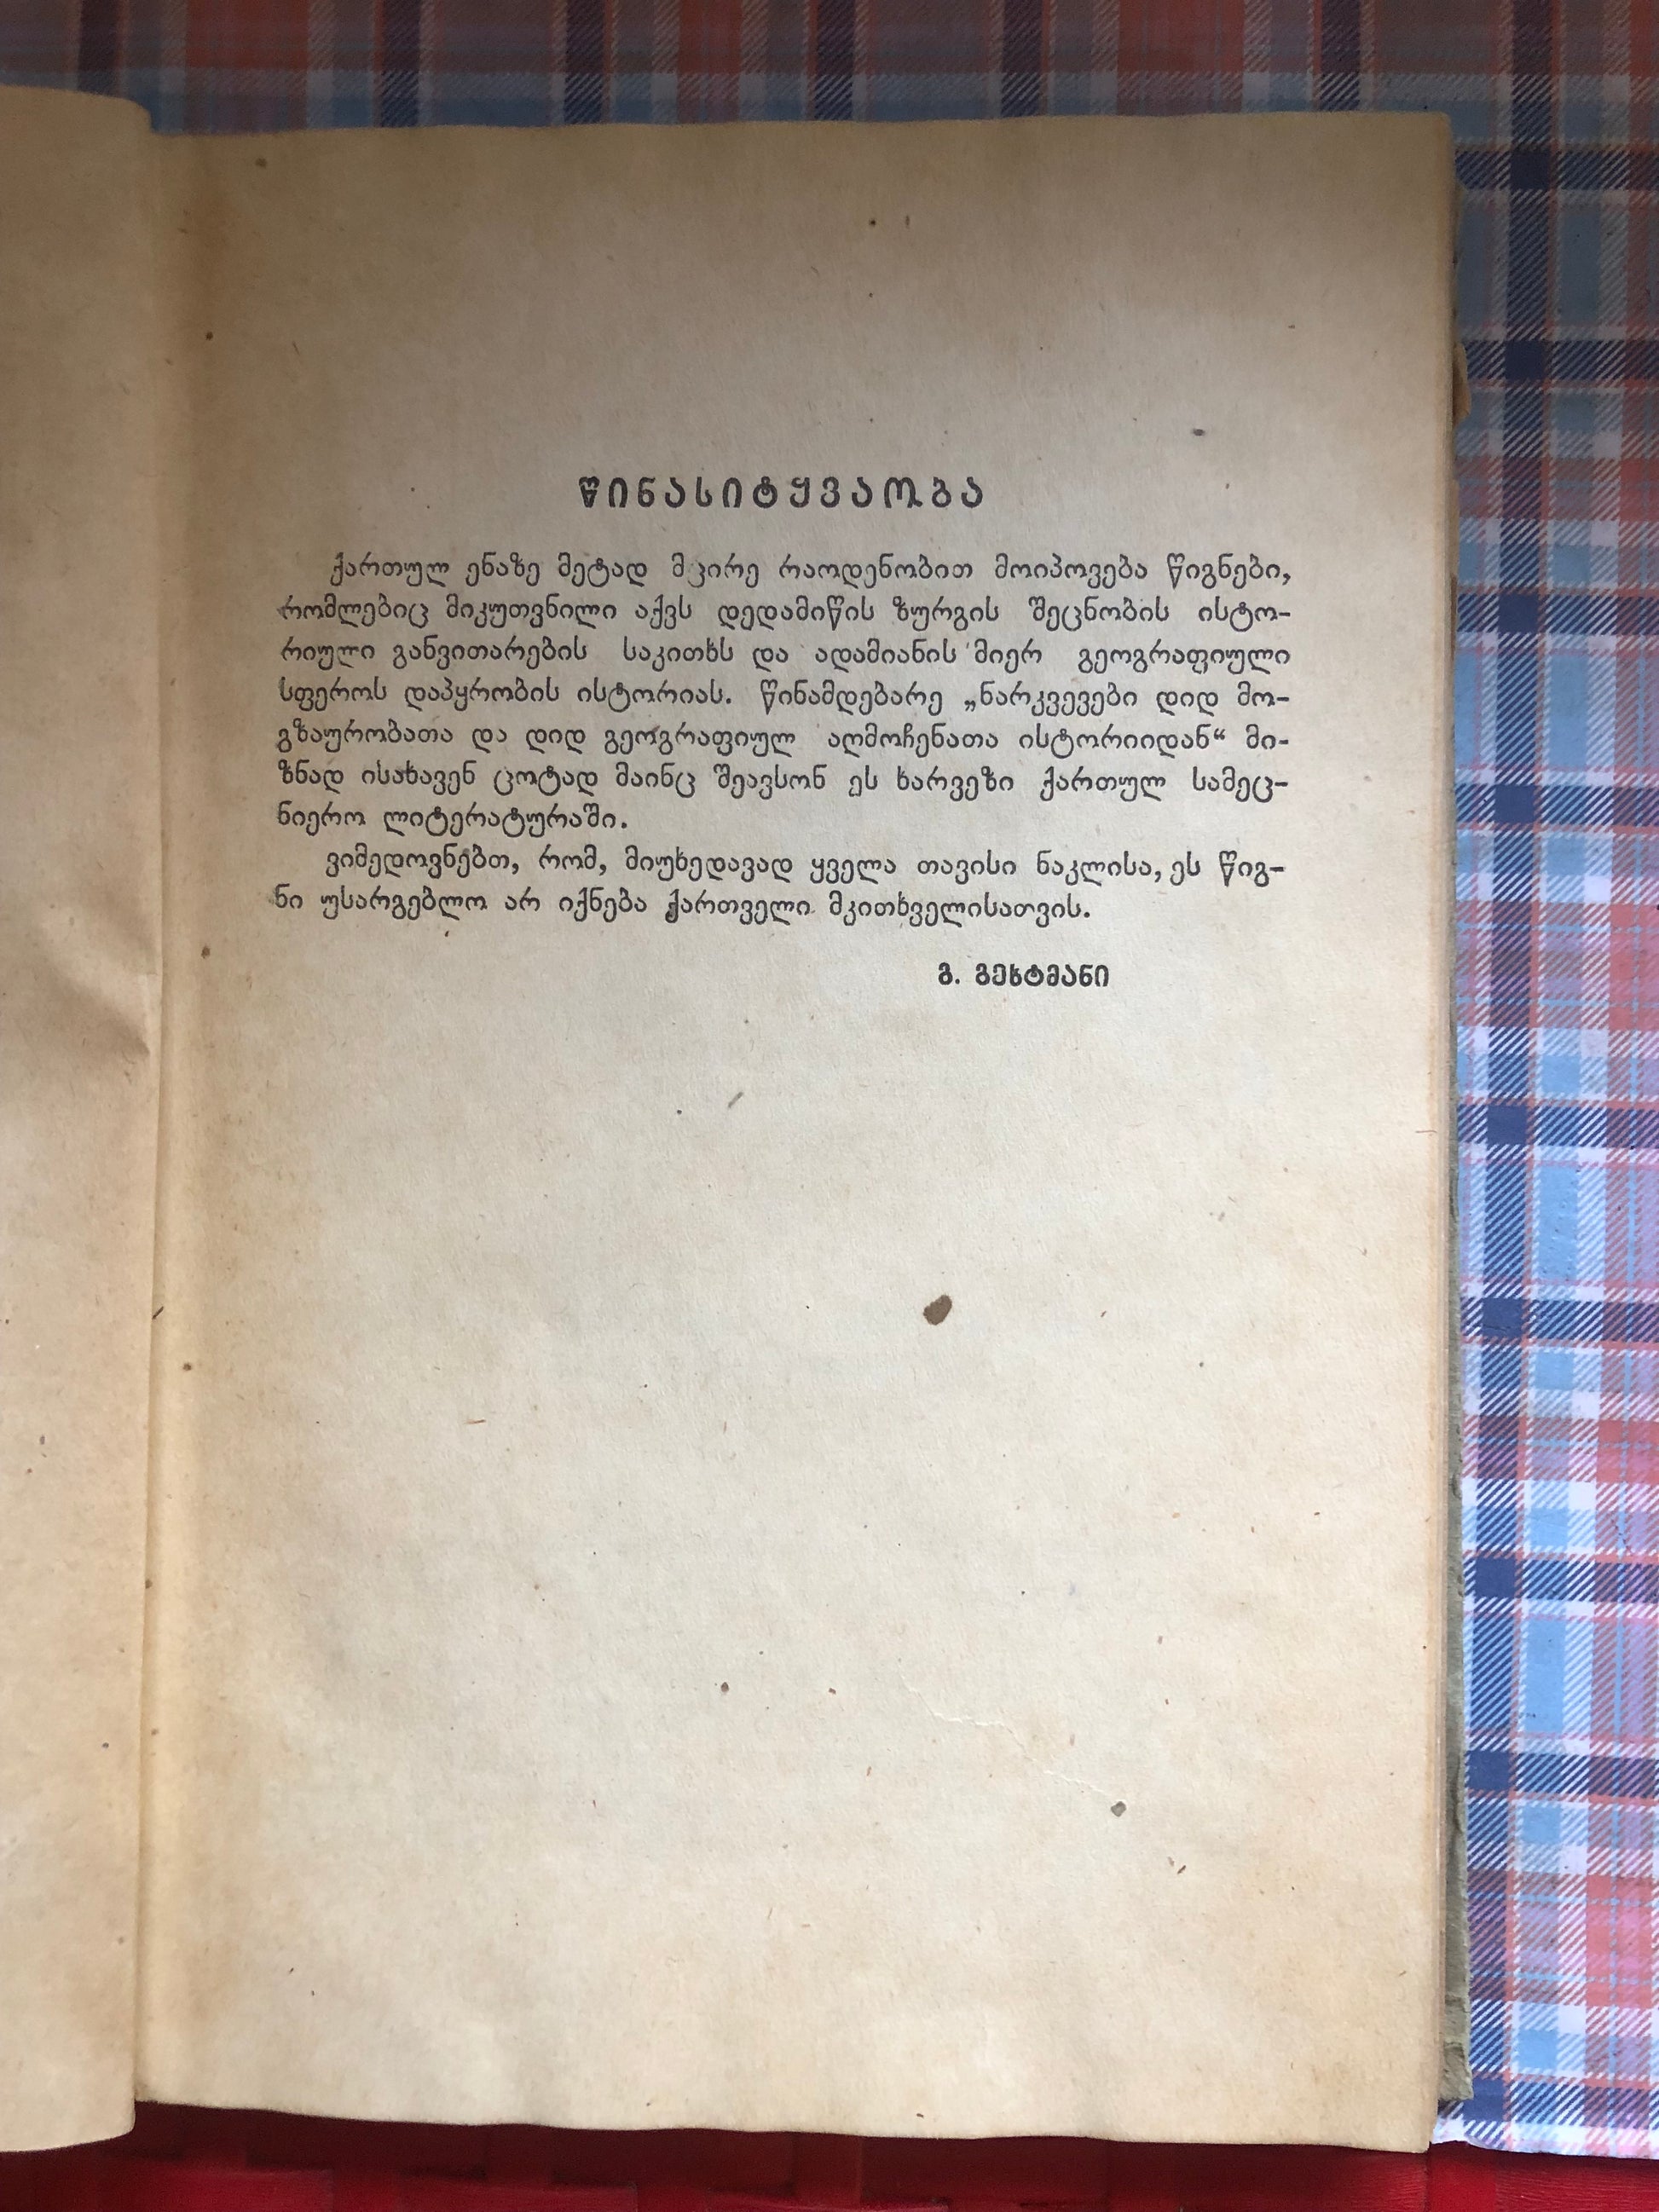 წინასიტყვაობა
ქართულ ენაზე მეტად მცირე რაოდენობით მოიპოვება წიგნები,
რომლებიც მიკუთვნილი აქვს დედამიწის ზურგის შეცნობის ისტო-
რიული განვითარების საკითხს და ადამიანის მიერ გეოგრაფიული
სფეროს დაპყრობის ისტორიას. წინამდებარე „ნარკვევები დიდ მო-
გზაურობათა და დიდ გეოგრაფიულ აღმოჩენათა ისტორიიდან“ მი-
ზნად ისახავენ ცოტად მაინც შეავსონ ეს ხარვეზი ქართულ სამეც-
ნიერო ლიტერატურაში.
ვიმედოვნებთ, რომ, მიუხედავად ყველა თავისი ნაკლისა, ეს წიგ-
ნი უსარგებლო არ იქნება ქართველი მკითხველისათვის.
გ. გეხტმანი